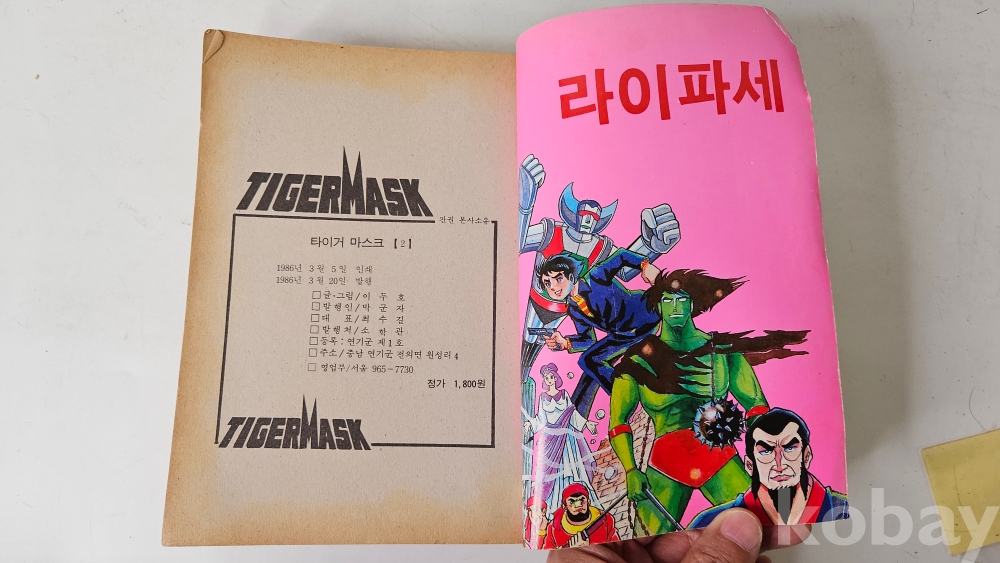 TIGERMASK
판권 본사소유
타이거 마스크 【2】
1986년 3월 5일 인쇄
1986년 3월 20일 발행
□글·그림/이 두 호
□발행인/박 군 자
□대 표/최 수 길
□발행처/소 학 관
□등록:연기군 제1호
□주소/충남 연기군 전의면 원성리 4
□영업부/서울 965-7730
정가 1,800원
TIGERMASK
라이파세
kobay